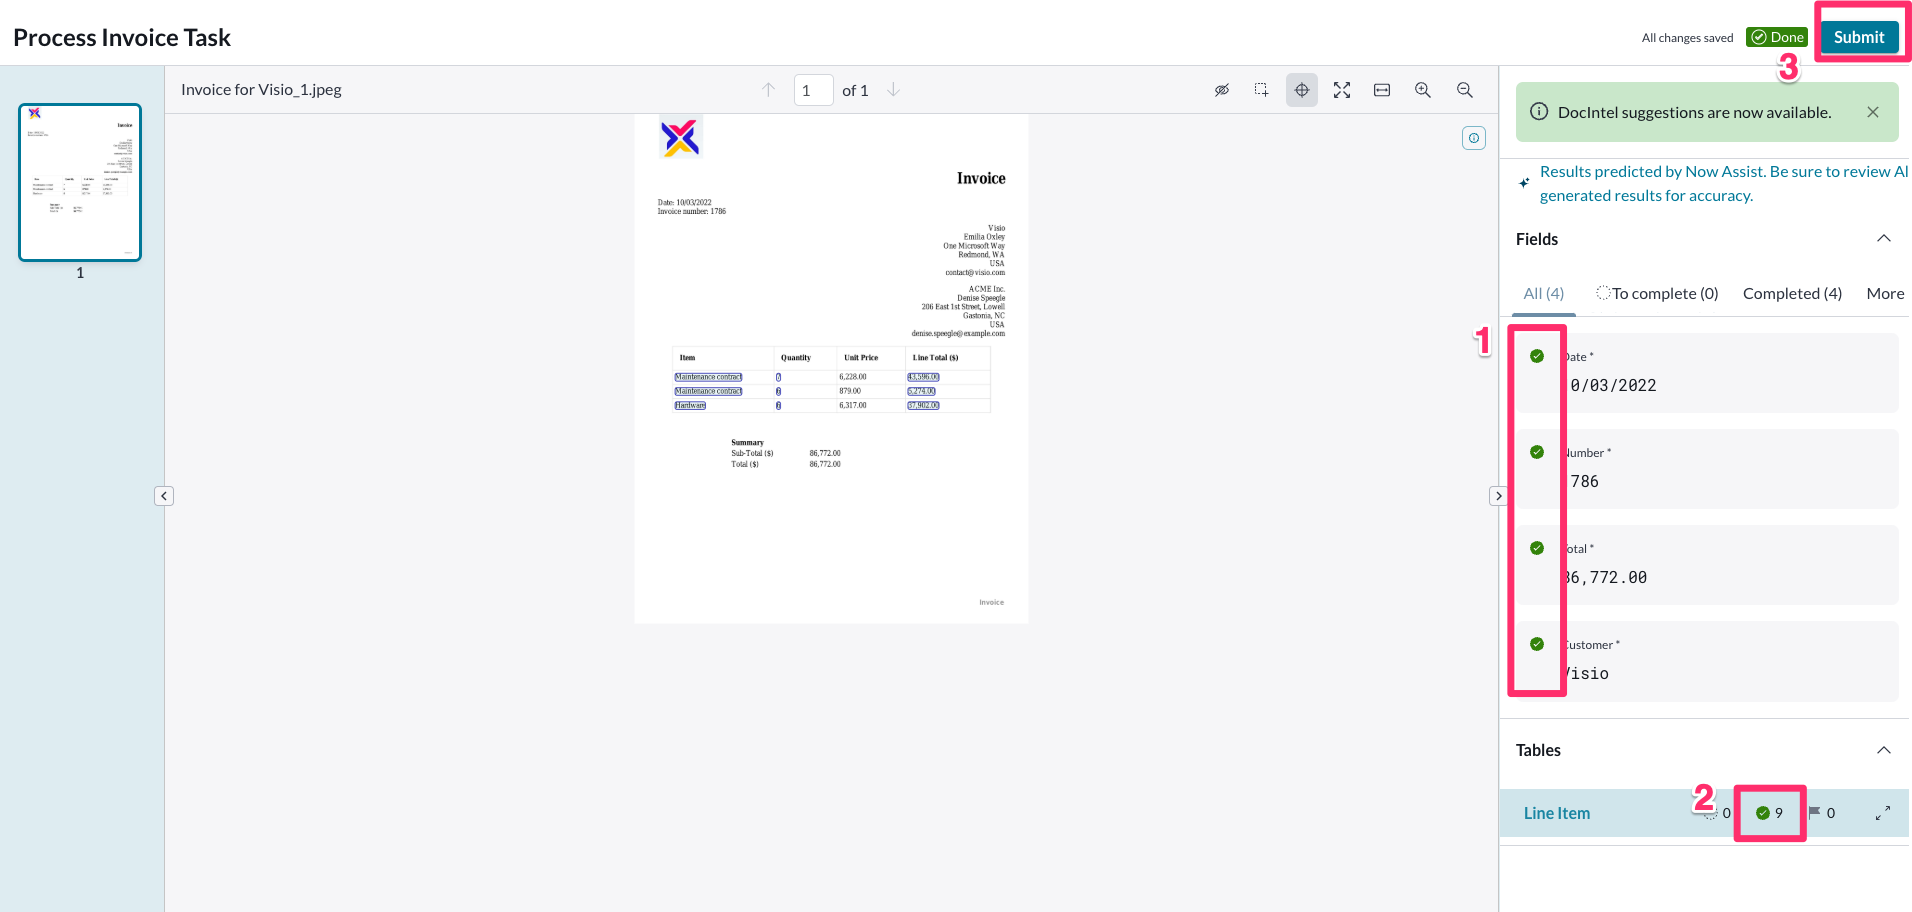 Process Invoice Task
All changes saved
Done
Submit
3
Invoice for Visio_1.jpeg
1
of 1
1
Invoice
Date: 10/03/2022
Invoice number: 1786
Visio
Emilia Oxley
One Microsoft Way
Redmond, WA
USA
contact@visio.com
ACME Inc.
Denise Speegle
206 East 1st Street, Lowell
Gastonia, NC
USA
denise.speegle@example.com
Item Quantity Unit Price Line Total ($)
Maintenance contract 7 6,228.00 43,596.00
Maintenance contract 6 879.00 5,274.00
Hardware 6 6,317.00 37,902.00
Summary
Sub-Total ($) 86,772.00
Total ($) 86,772.00
Invoice
DocIntel suggestions are now available.
Results predicted by Now Assist. Be sure to review AI
generated results for accuracy.
Fields
All (4)
To complete (0)
Completed (4)
More
1
Date *
10/03/2022
Number *
1786
Total *
86,772.00
Customer *
Visio
Tables
2
Line Item
0
9
0